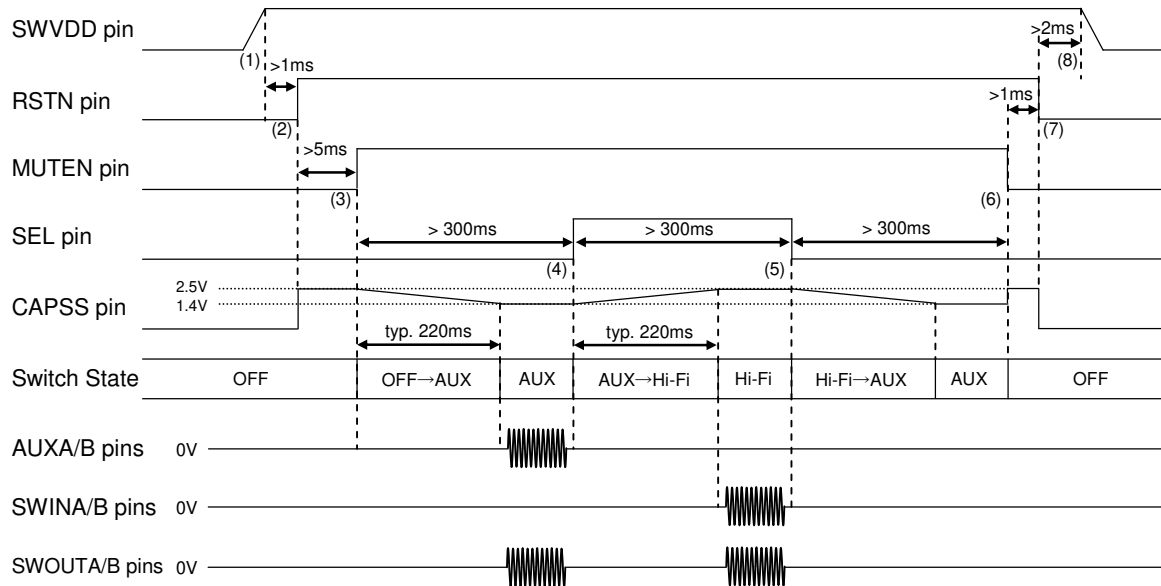 SWVDD pin
(1)
>1ms
>2ms
(8)
RSTN pin
(2)
>5ms
>1ms
(7)
MUTEN pin
(3)
(6)
SEL pin
> 300ms
> 300ms
> 300ms
(4)
(5)
2.5V
CAPSS pin
1.4V
typ. 220ms
typ. 220ms
Switch State
OFF
OFF→AUX
AUX
AUX→Hi-Fi
Hi-Fi
Hi-Fi→AUX
AUX
OFF
AUXA/B pins 0V
SWINA/B pins 0V
SWOUTA/B pins 0V